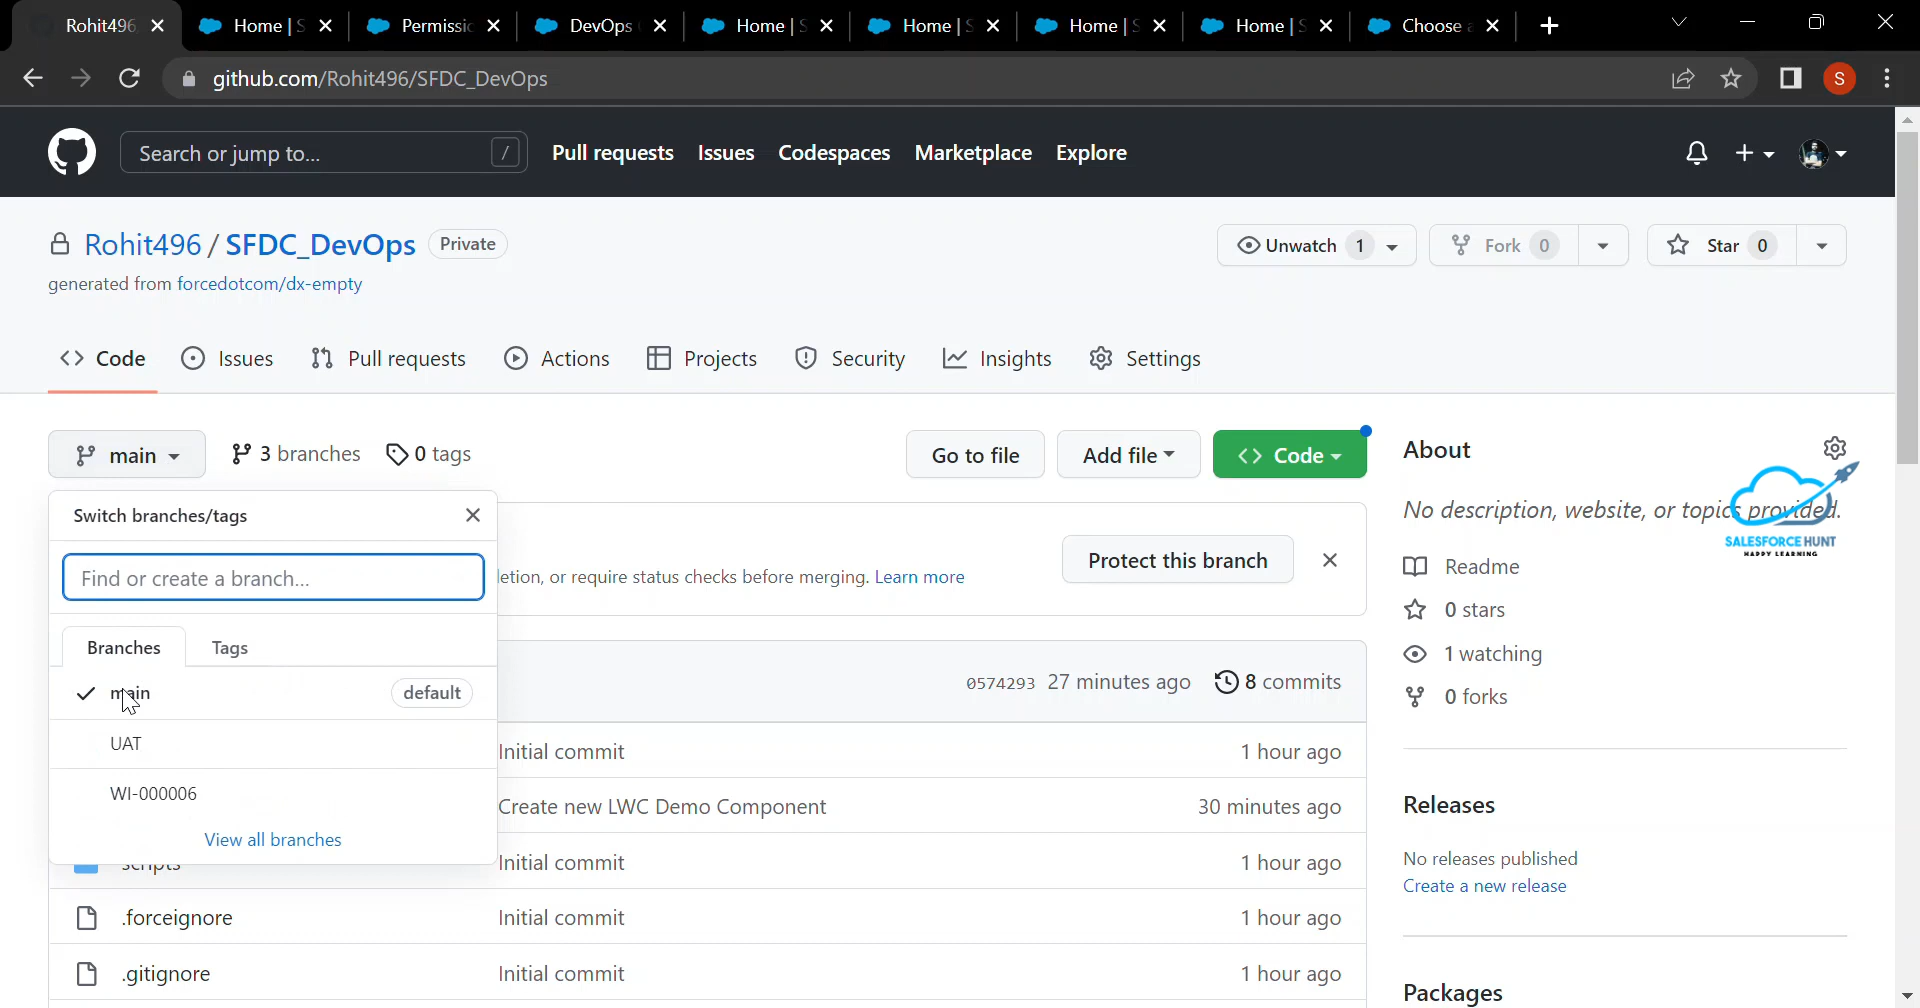 Rohit496
Home | S
Permissic
DevOps
Home | S
Home | S
Home | S
Home | S
Choose a
github.com/Rohit496/SFDC_DevOps
S
Search or jump to...
/
Pull requests
Issues
Codespaces
Marketplace
Explore
Rohit496 / SFDC_DevOps
Private
generated from forcedotcom/dx-empty
Unwatch 1
Fork 0
Star 0
Code
Issues
Pull requests
Actions
Projects
Security
Insights
Settings
main
3 branches
0 tags
Go to file
Add file
Code
Switch branches/tags
Find or create a branch...
Branches
Tags
main
default
UAT
WI-000006
View all branches
letion, or require status checks before merging. Learn more
Protect this branch
0574293 27 minutes ago
8 commits
Initial commit
1 hour ago
Create new LWC Demo Component
30 minutes ago
scripts
Initial commit
1 hour ago
.forceignore
Initial commit
1 hour ago
.gitignore
Initial commit
1 hour ago
About
No description, website, or topics provided.
SALESFORCE HUNT
HAPPY LEARNING
Readme
0 stars
1 watching
0 forks
Releases
No releases published
Create a new release
Packages